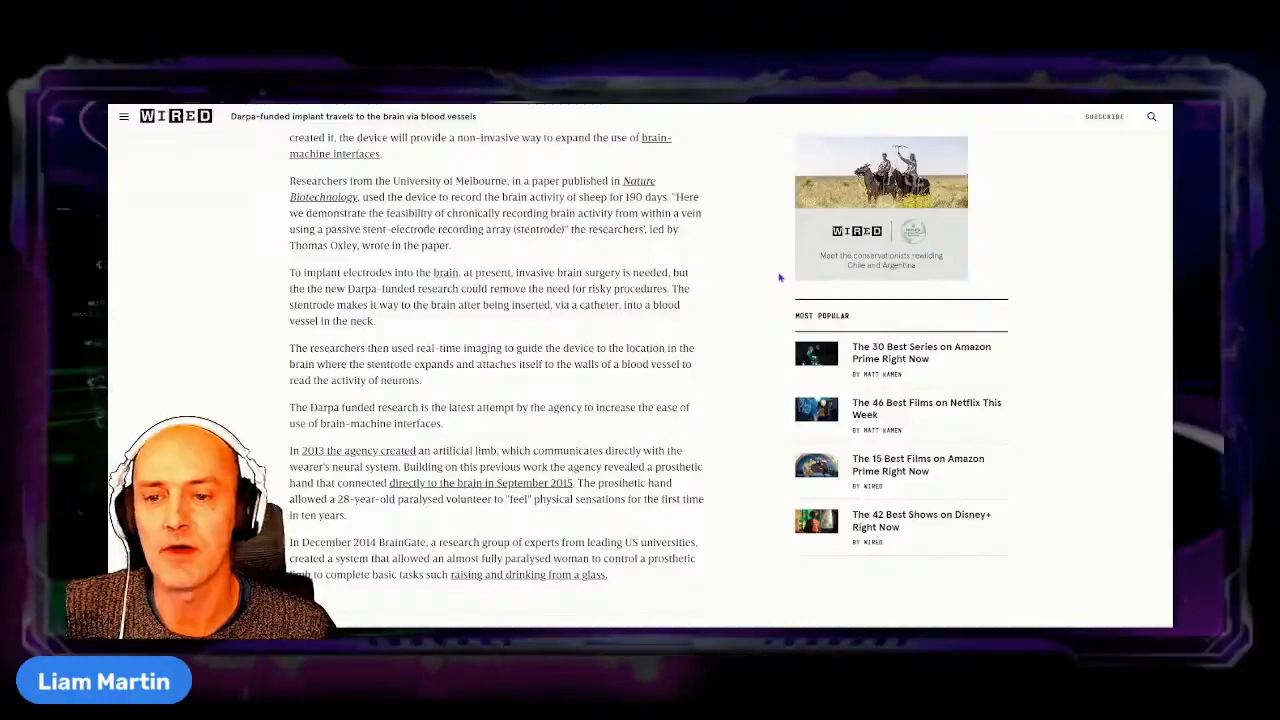 WIRED
Darpa-funded implant travels to the brain via blood vessels
SUBSCRIBE
created it, the device will provide a non-invasive way to expand the use of brain-
machine interfaces.
Researchers from the University of Melbourne, in a paper published in Nature
Biotechnology, used the device to record the brain activity of sheep for 190 days. "Here
we demonstrate the feasibility of chronically recording brain activity from within a vein
using a passive stent-electrode recording array (stentrode)" the researchers', led by
Thomas Oxley, wrote in the paper.
To implant electrodes into the brain, at present, invasive brain surgery is needed, but
the the new Darpa-funded research could remove the need for risky procedures. The
stentrode makes it way to the brain after being inserted, via a catheter, into a blood
vessel in the neck.
The researchers then used real-time imaging to guide the device to the location in the
brain where the stentrode expands and attaches itself to the walls of a blood vessel to
read the activity of neurons.
The Darpa funded research is the latest attempt by the agency to increase the ease of
use of brain-machine interfaces.
In 2013 the agency created an artificial limb, which communicates directly with the
wearer's neural system. Building on this previous work the agency revealed a prosthetic
hand that connected directly to the brain in September 2015. The prosthetic hand
allowed a 28-year-old paralysed volunteer to "feel" physical sensations for the first time
in ten years.
In December 2014 BrainGate, a research group of experts from leading US universities,
created a system that allowed an almost fully paralysed woman to control a prosthetic
to complete basic tasks such raising and drinking from a glass.
WIRED
Meet the conservationists rewilding
Chile and Argentina
MOST POPULAR
The 30 Best Series on Amazon
Prime Right Now
BY MATT KAMEN
The 46 Best Films on Netflix This
Week
BY MATT KAMEN
The 15 Best Films on Amazon
Prime Right Now
BY WIRED
The 42 Best Shows on Disney+
Right Now
BY WIRED
Liam Martin